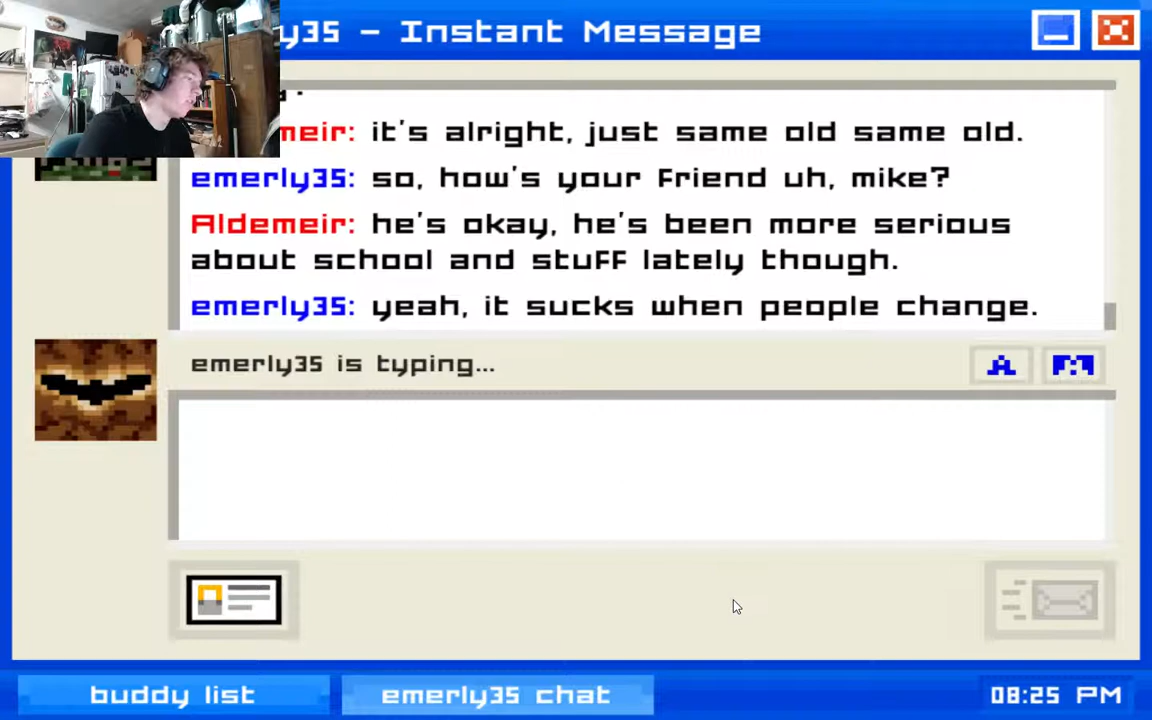 y35 - Instant Message
meir: it's alright, just same old same old.
emerly35: so, how's your friend uh, mike?
Aldemeir: he's okay, he's been more serious
about school and stuff lately though.
emerly35: yeah, it sucks when people change.
emerly35 is typing...
A
buddy list
emerly35 chat
08:25 PM